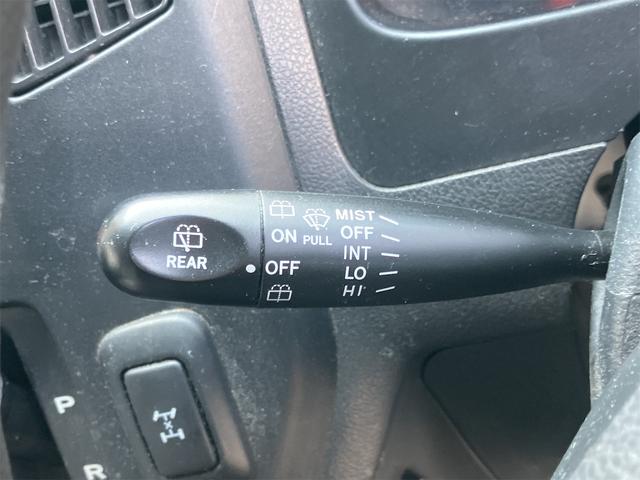 MIST
OFF
ON PULL INT
REAR OFF LO
HI
P
R